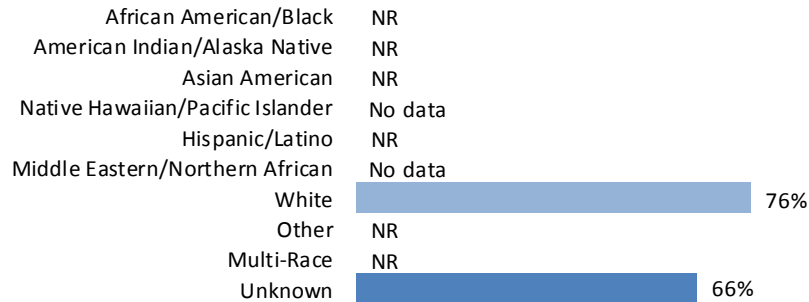 African American/Black NR
American Indian/Alaska Native NR
Asian American NR
Native Hawaiian/Pacific Islander No data
Hispanic/Latino NR
Middle Eastern/Northern African No data
White 76%
Other NR
Multi-Race NR
Unknown 66%